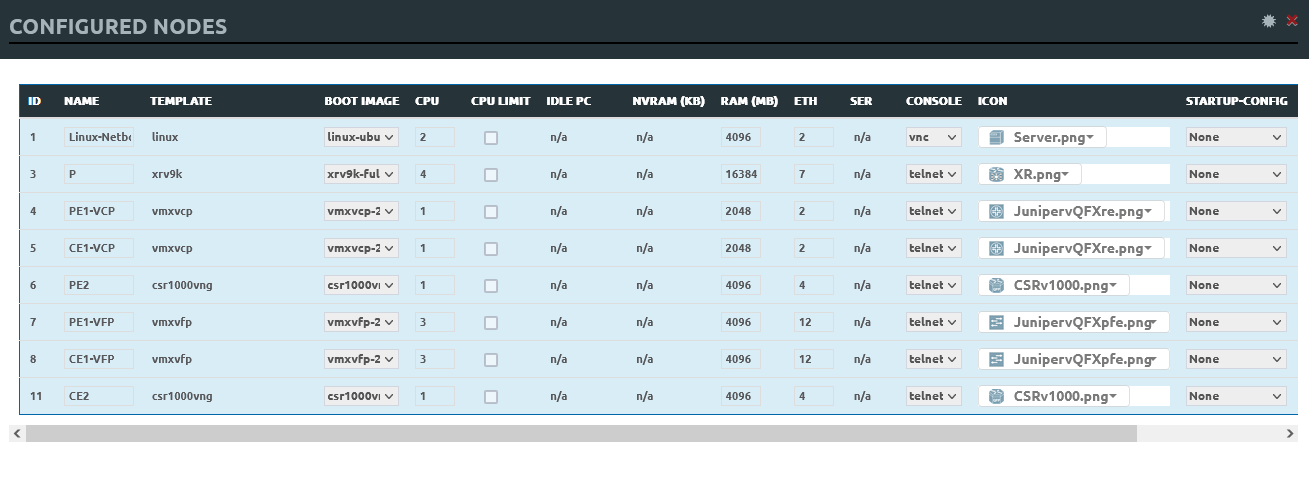 CONFIGURED NODES
ID NAME TEMPLATE BOOT IMAGE CPU CPU LIMIT IDLE PC NVRAM (KB) RAM (MB) ETH SER CONSOLE ICON STARTUP-CONFIG
1 Linux-Netbo linux linux-ubu 2 n/a n/a 4096 2 n/a vnc Server.png None
3 P xrv9k xrv9k-ful 4 n/a n/a 16384 7 n/a telnet XR.png None
4 PE1-VCP vmxvcp vmxvcp-2 1 n/a n/a 2048 2 n/a telnet JunipervQFXre.png None
5 CE1-VCP vmxvcp vmxvcp-2 1 n/a n/a 2048 2 n/a telnet JunipervQFXre.png None
6 PE2 csr1000vng csr1000vn 1 n/a n/a 4096 4 n/a telnet CSRv1000.png None
7 PE1-VFP vmxvfp vmxvfp-2 3 n/a n/a 4096 12 n/a telnet JunipervQFXpfe.png None
8 CE1-VFP vmxvfp vmxvfp-2 3 n/a n/a 4096 12 n/a telnet JunipervQFXpfe.png None
11 CE2 csr1000vng csr1000vn 1 n/a n/a 4096 4 n/a telnet CSRv1000.png None